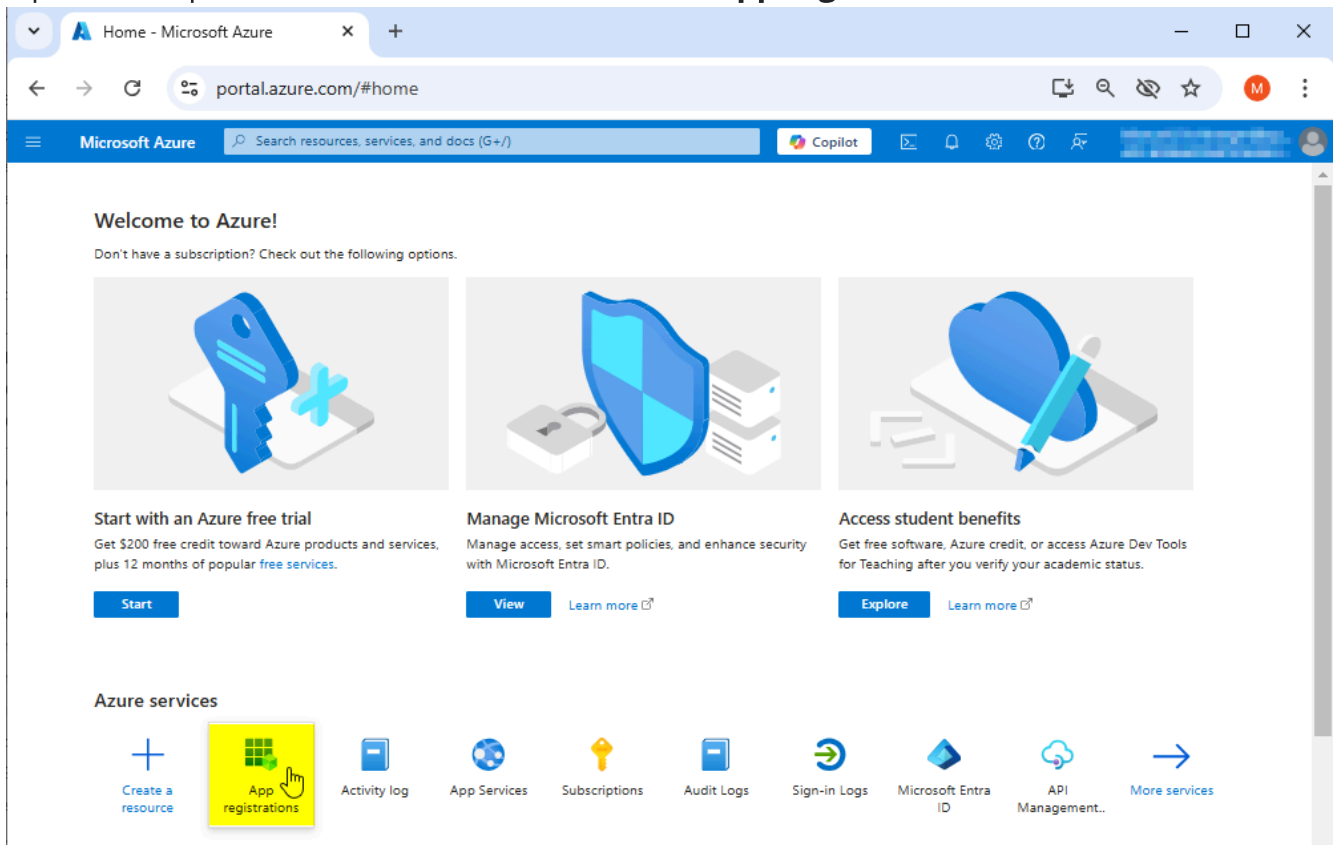 Home - Microsoft Azure
portal.azure.com/#home
M
Microsoft Azure
Search resources, services, and docs (G+/)
Copilot
Welcome to Azure!
Don't have a subscription? Check out the following options.
Start with an Azure free trial
Get $200 free credit toward Azure products and services,
plus 12 months of popular free services.
Start
Manage Microsoft Entra ID
Manage access, set smart policies, and enhance security
with Microsoft Entra ID.
View
Learn more
Access student benefits
Get free software, Azure credit, or access Azure Dev Tools
for Teaching after you verify your academic status.
Explore
Learn more
Azure services
Create a
resource
App
registrations
Activity log
App Services
Subscriptions
Audit Logs
Sign-in Logs
Microsoft Entra
ID
API
Management..
More services